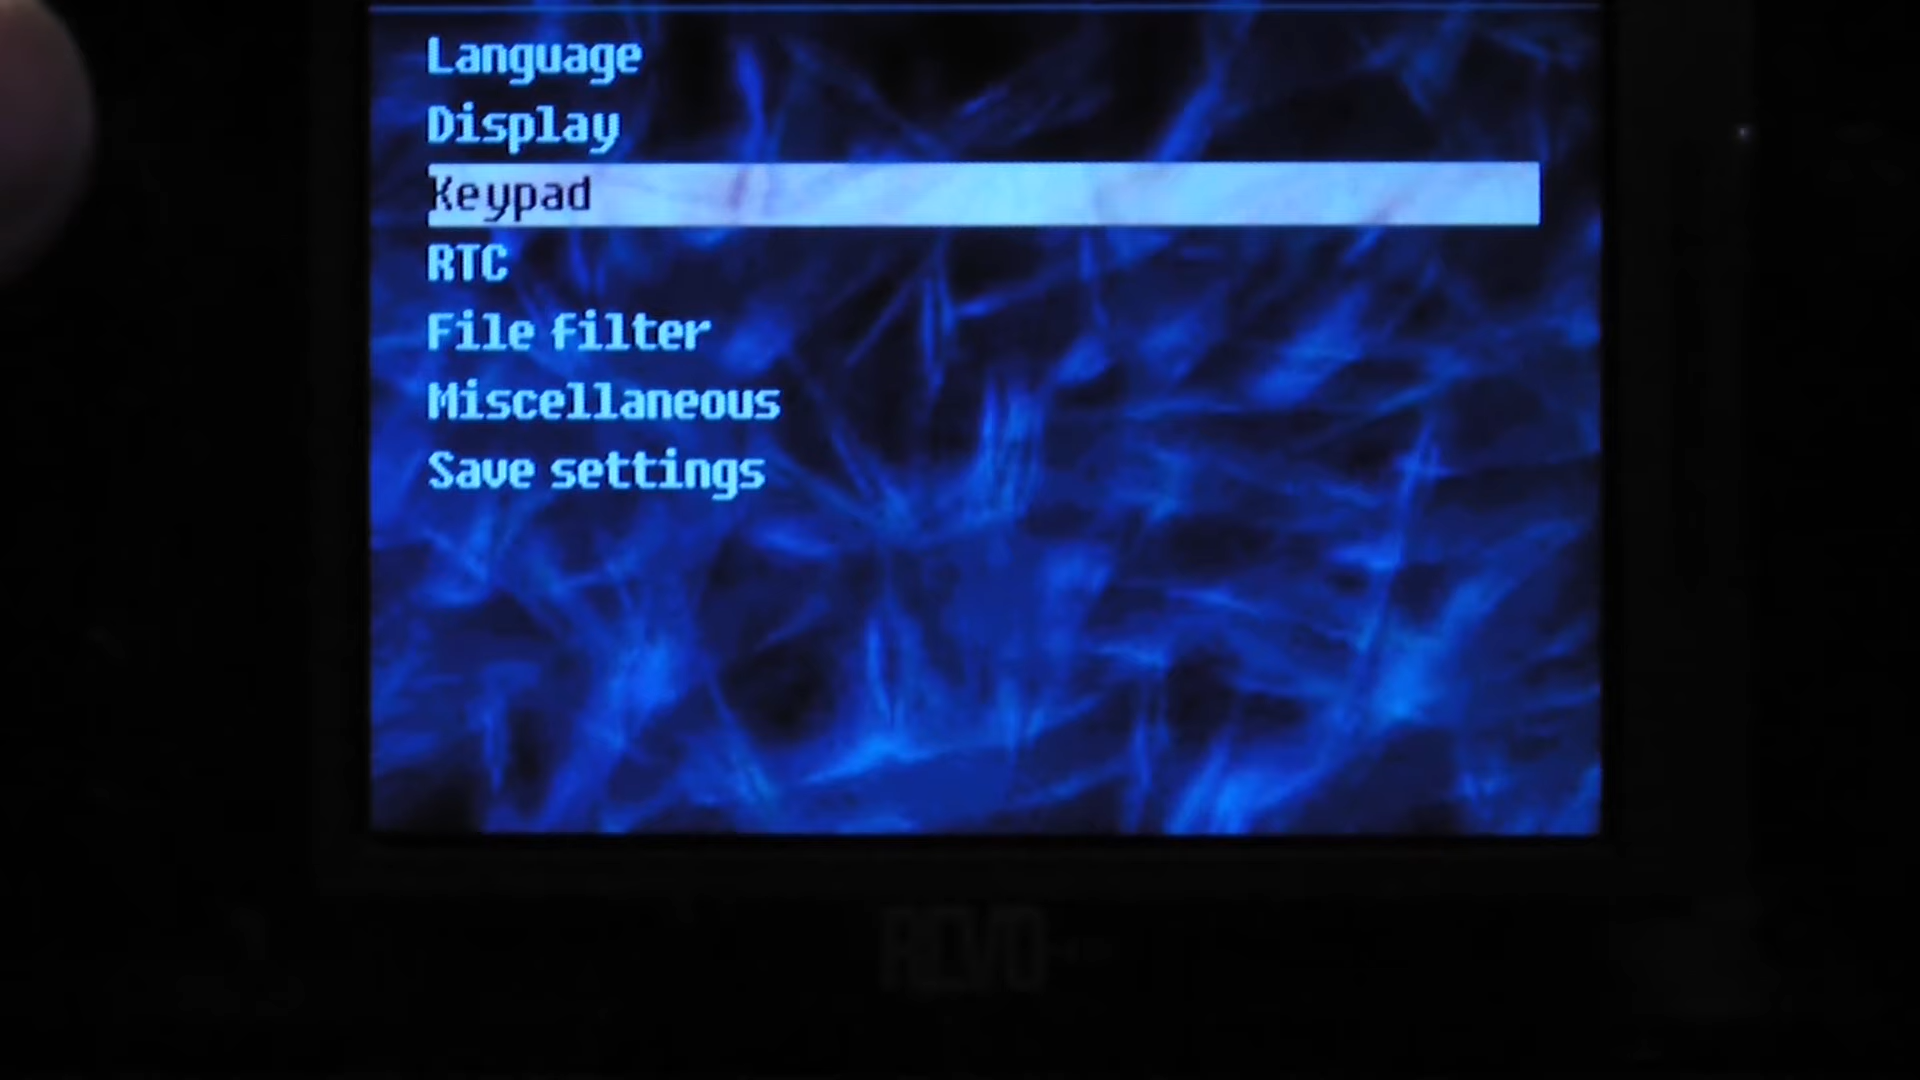 Language
Display
Keypad
RTC
File filter
Miscellaneous
Save settings